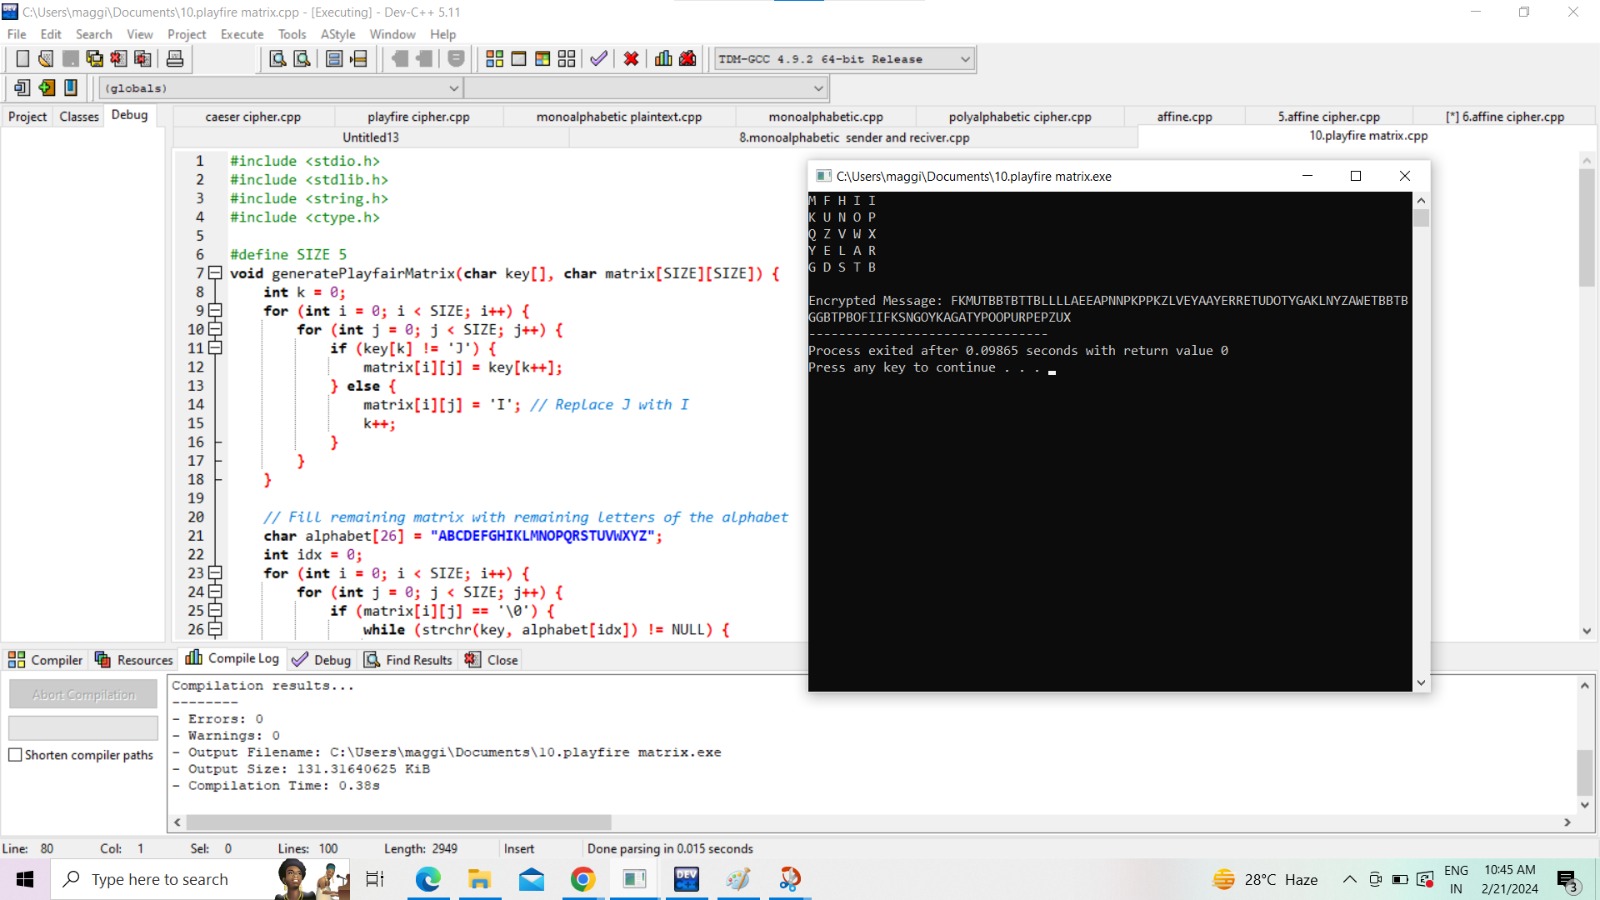 C:\Users\maggi\Documents\10.playfire matrix.cpp - [Executing] - Dev-C++ 5.11
File Edit Search View Project Execute Tools AStyle Window Help
TDM-GCC 4.9.2 64-bit Release
(globals)
Project Classes Debug
caeser cipher.cpp playfire cipher.cpp monoalphabetic plaintext.cpp monoalphabetic.cpp polyalphabetic cipher.cpp affine.cpp 5.affine cipher.cpp [*] 6.affine cipher.cpp
Untitled13 8.monoalphabetic sender and reciver.cpp 10.playfire matrix.cpp
1 #include <stdio.h>
2 #include <stdlib.h>
3 #include <string.h>
4 #include <ctype.h>
5
6 #define SIZE 5
7 void generatePlayfairMatrix(char key[], char matrix[SIZE][SIZE]) {
8 int k = 0;
9 for (int i = 0; i < SIZE; i++) {
10 for (int j = 0; j < SIZE; j++) {
11 if (key[k] != 'J') {
12 matrix[i][j] = key[k++];
13 } else {
14 matrix[i][j] = 'I'; // Replace J with I
15 k++;
16 }
17 }
18 }
19
20 // Fill remaining matrix with remaining letters of the alphabet
21 char alphabet[26] = "ABCDEFGHIKLMNOPQRSTUVWXYZ";
22 int idx = 0;
23 for (int i = 0; i < SIZE; i++) {
24 for (int j = 0; j < SIZE; j++) {
25 if (matrix[i][j] == '\0') {
26 while (strchr(key, alphabet[idx]) != NULL) {
C:\Users\maggi\Documents\10.playfire matrix.exe
M F H I I
K U N O P
Q Z V W X
Y E L A R
G D S T B
Encrypted Message: FKMUTBBTBTTBLLLLAEEAPNNPKPPKZLVEYAAYERRETUDOTYGAKLNYZAWETBBTB
GGBTPBOFIIFKSNGOYKAGATYPOOPURPEPZUX
------------------------------
Process exited after 0.09865 seconds with return value 0
Press any key to continue . . .
Compiler Resources Compile Log Debug Find Results Close
Abort Compilation
Shorten compiler paths
Compilation results...
--------
- Errors: 0
- Warnings: 0
- Output Filename: C:\Users\maggi\Documents\10.playfire matrix.exe
- Output Size: 131.31640625 KiB
- Compilation Time: 0.38s
Line: 80 Col: 1 Sel: 0 Lines: 100 Length: 2949 Insert Done parsing in 0.015 seconds
Type here to search
DEV
28°C Haze
ENG
IN
10:45 AM
2/21/2024
3